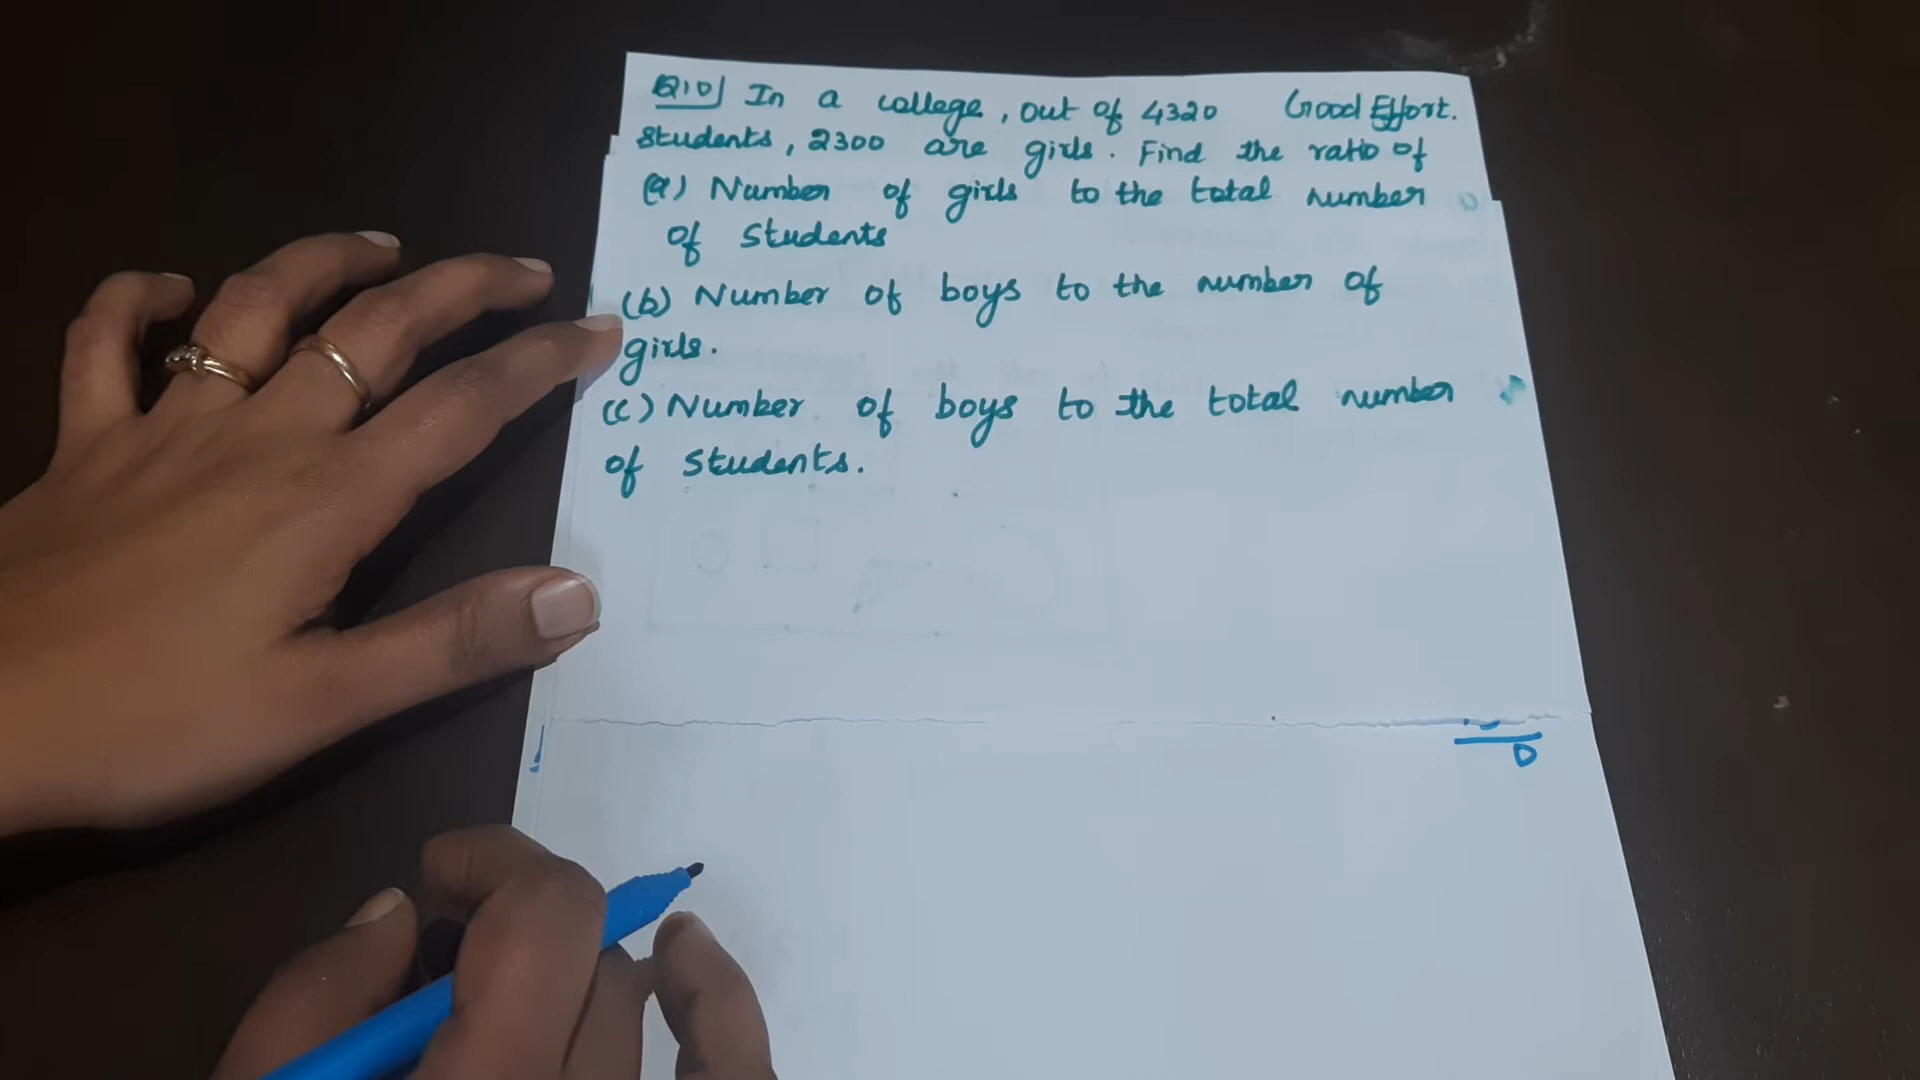 Q10) In a college, out of 4320 Good Effort.
students, 2300 are girls. Find the ratio of
(a) Number of girls to the total number
of Students
(b) Number of boys to the number of
girls.
(c) Number of boys to the total number
of Students.
0